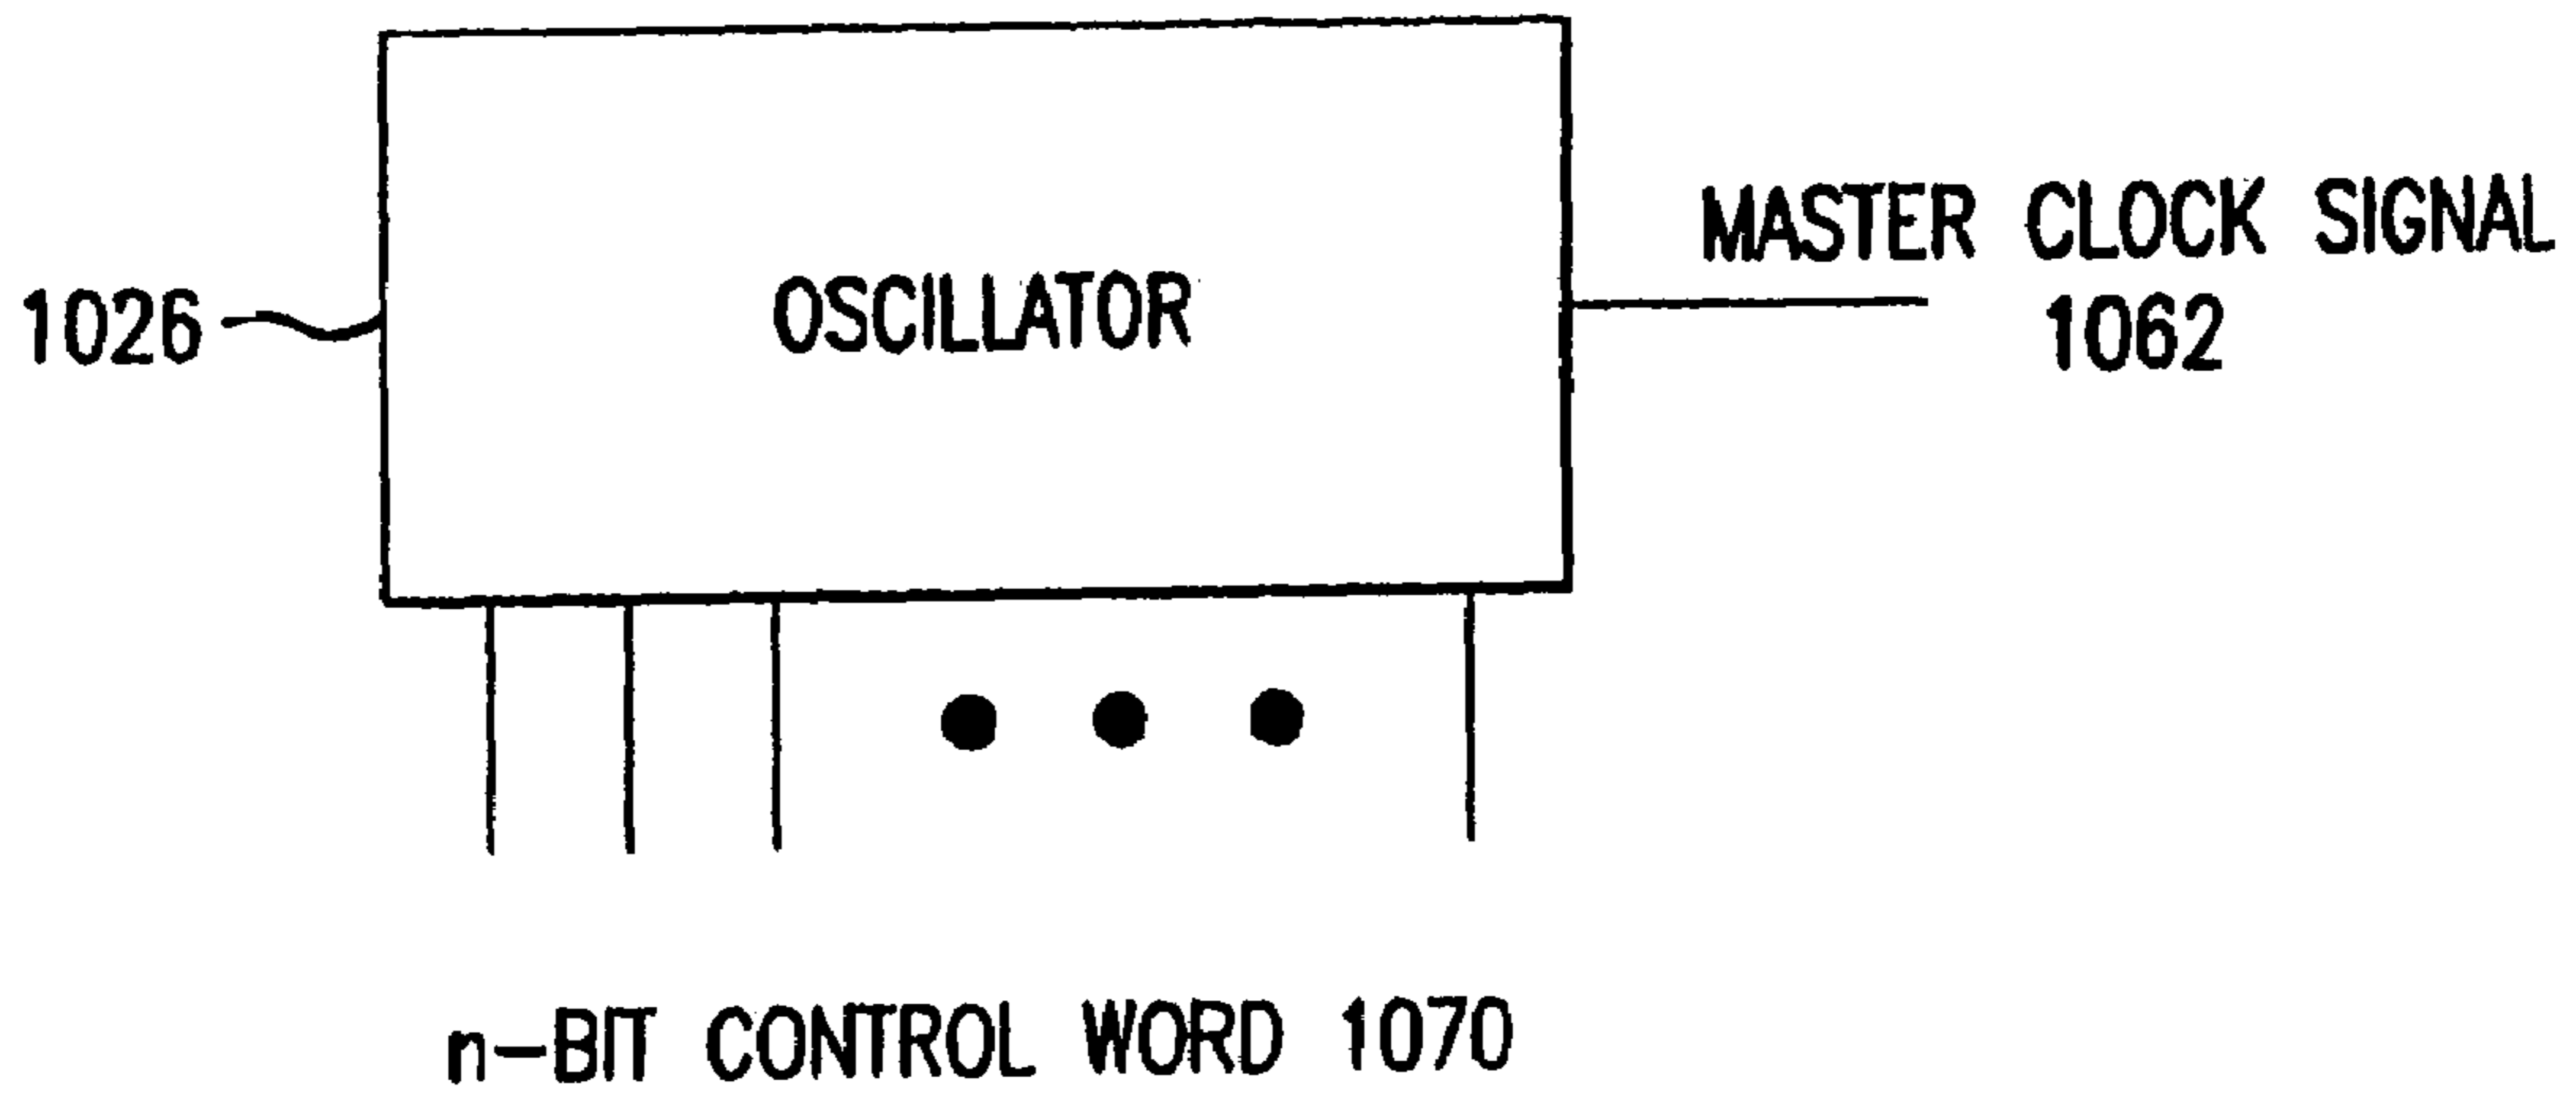 MASTER CLOCK SIGNAL
1026
OSCILLATOR
1062
n-BIT CONTROL WORD 1070